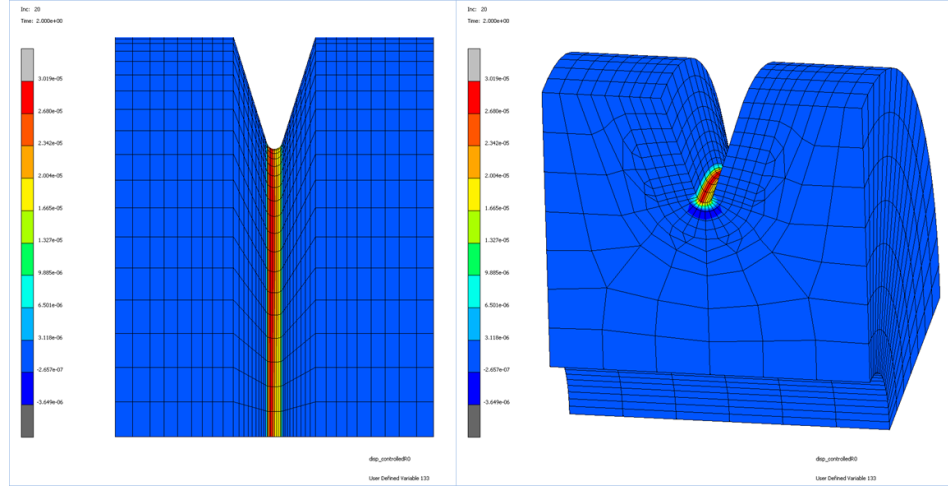 Inc: 20
Time: 2.000e+00
3.019e-05
2.680e-05
2.342e-05
2.004e-05
1.665e-05
1.327e-05
9.885e-06
6.501e-06
3.118e-06
-2.657e-07
-3.649e-06
disp_controlledR0
User Defined Variable 133
Inc: 20
Time: 2.000e+00
3.019e-05
2.680e-05
2.342e-05
2.004e-05
1.665e-05
1.327e-05
9.885e-06
6.501e-06
3.118e-06
-2.657e-07
-3.649e-06
disp_controlledR0
User Defined Variable 133